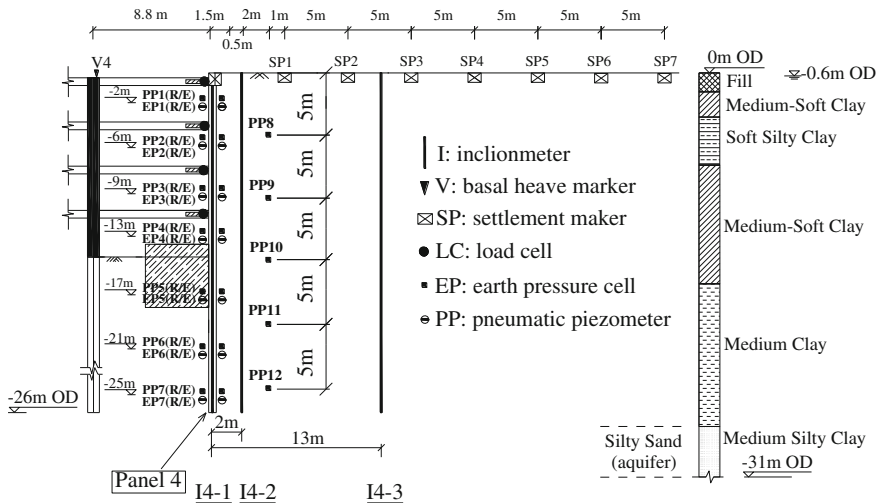 8.8 m 1.5m 2m 1m 5m 5m 5m 5m 5m 5m
0.5m
V4 SP1 SP2 SP3 SP4 SP5 SP6 SP7
0m OD
-0.6m OD
-2m
PP1(R/E)
EP1(R/E)
-6m
PP2(R/E)
EP2(R/E)
-9m
PP3(R/E)
EP3(R/E)
-13m
PP4(R/E)
EP4(R/E)
-17m
PP5(R/E)
EP5(R/E)
-21m
PP6(R/E)
EP6(R/E)
-25m
PP7(R/E)
EP7(R/E)
-26m OD
PP8
PP9
PP10
PP11
PP12
5m
5m
5m
5m
5m
2m
13m
Panel 4
I4-1 I4-2 I4-3
I: inclionmeter
V: basal heave marker
SP: settlement maker
LC: load cell
EP: earth pressure cell
PP: pneumatic piezometer
Fill
Medium-Soft Clay
Soft Silty Clay
Medium-Soft Clay
Medium Clay
Medium Silty Clay
Silty Sand
(aquifer)
-31m OD